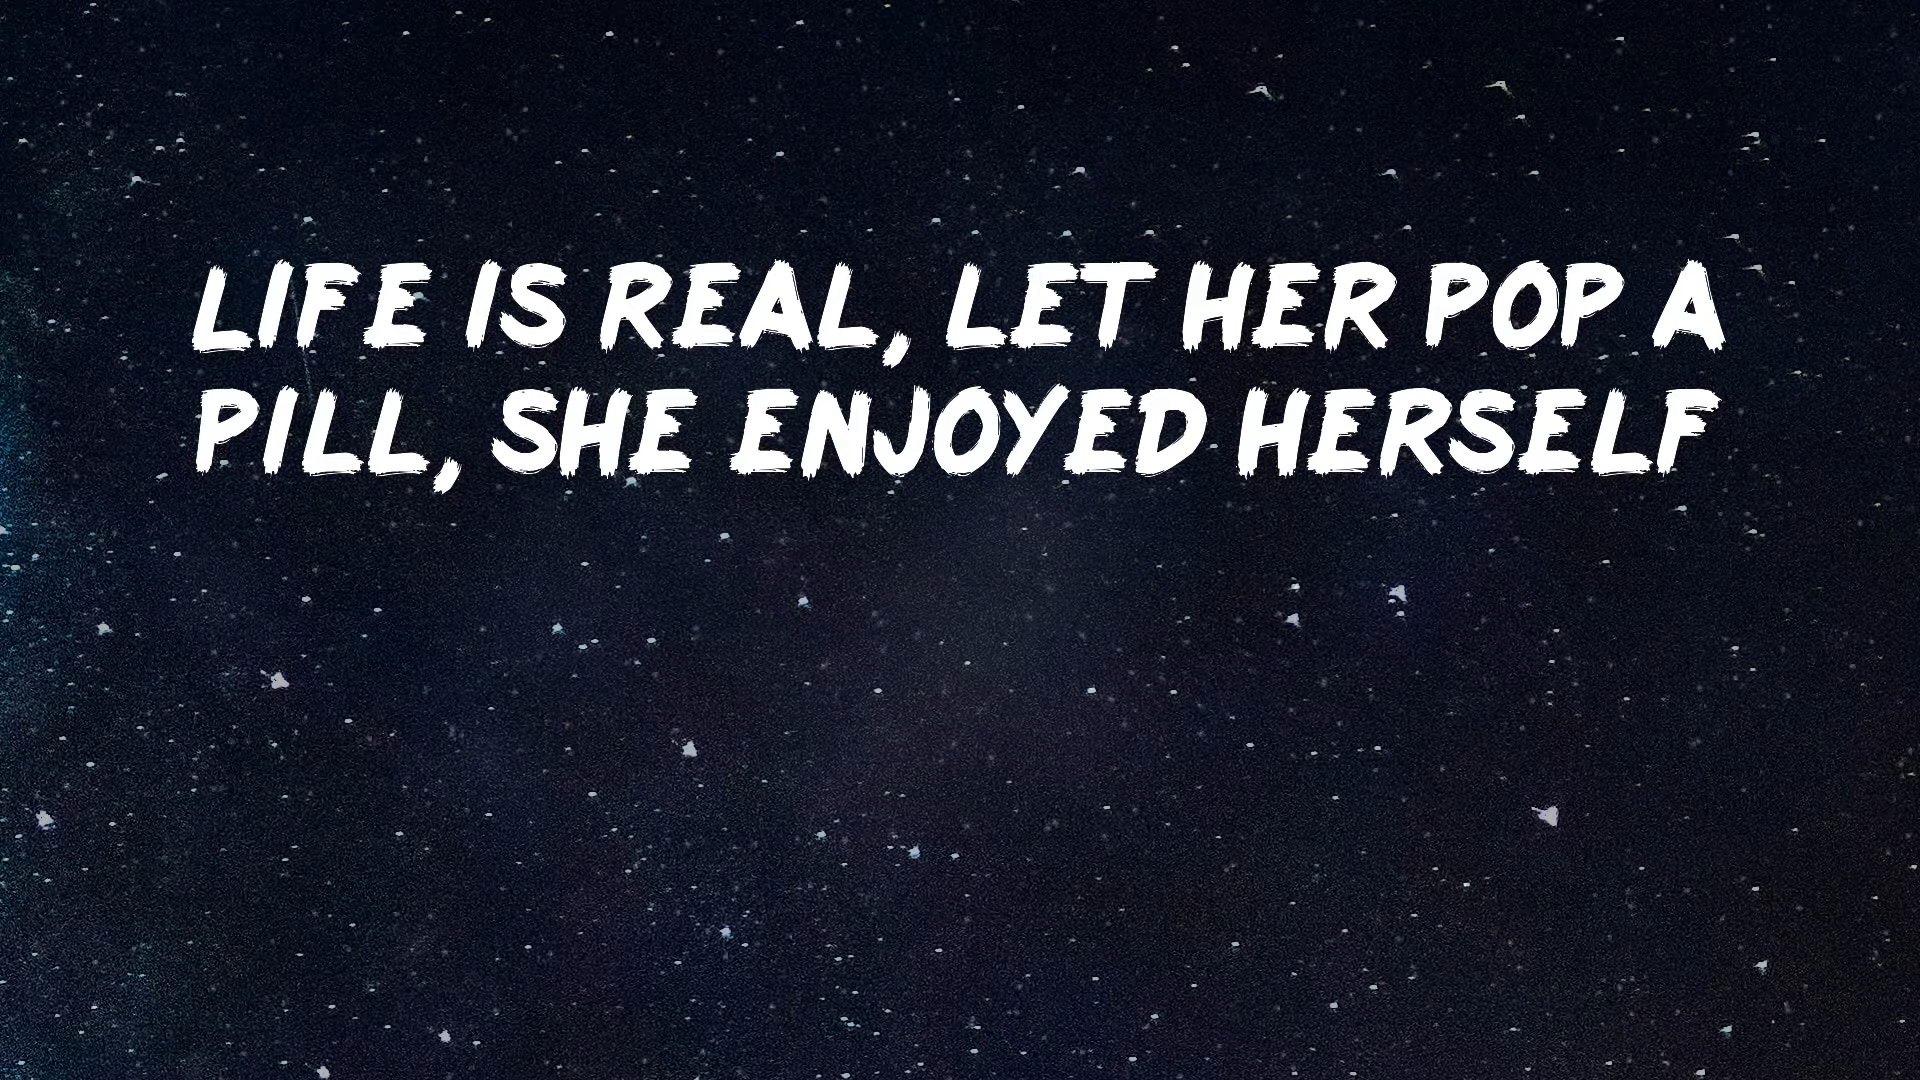 LIFE IS REAL, LET HER POP A
PILL, SHE ENJOYED HERSELF